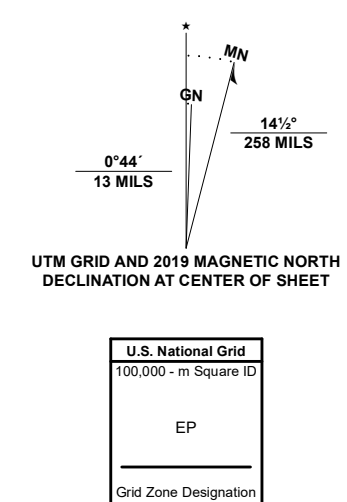 ★
MN
GN
14½°
258 MILS
0°44´
13 MILS
UTM GRID AND 2019 MAGNETIC NORTH
DECLINATION AT CENTER OF SHEET
U.S. National Grid
100,000 - m Square ID
EP
Grid Zone Designation